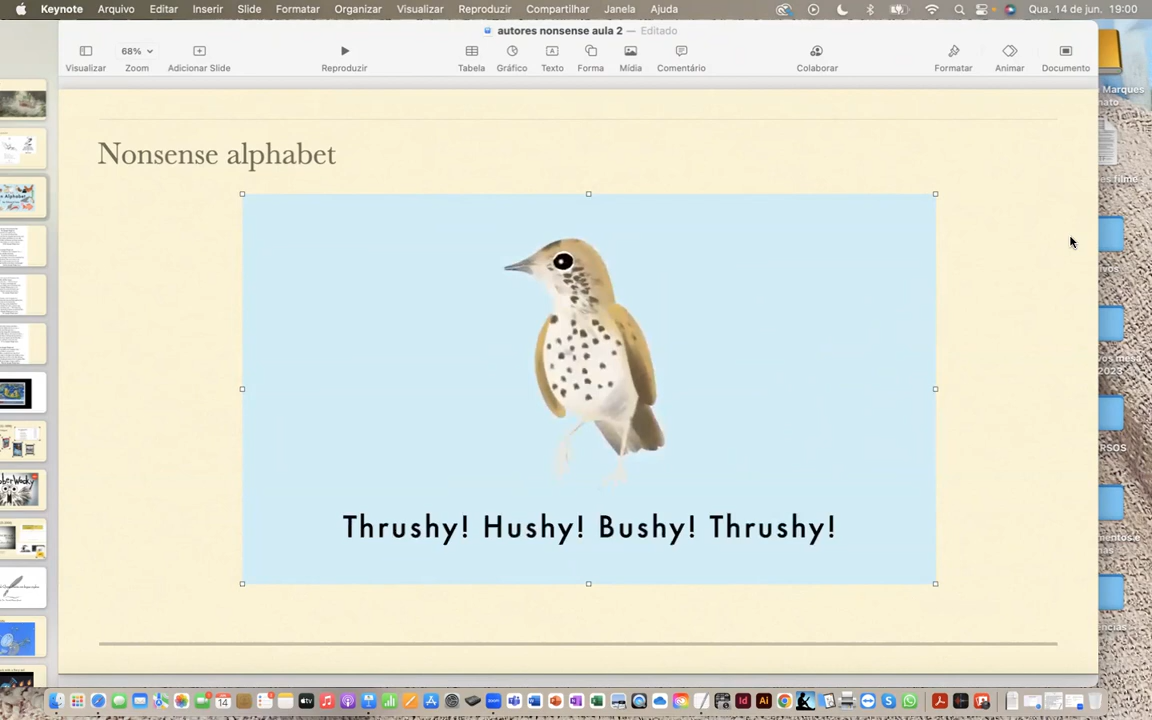 Keynote Arquivo Editar Inserir Slide Formatar Organizar Visualizar Reproduzir Compartilhar Janela Ajuda Qua. 14 de jun. 19:00
autores nonsense aula 2 — Editado
68%
Visualizar Zoom Adicionar Slide Reproduzir Tabela Gráfico Texto Forma Mídia Comentário Colaborar Formatar Animar Documento
Marques
Nonsense alphabet
filme
Thrushy! Hushy! Bushy! Thrushy!